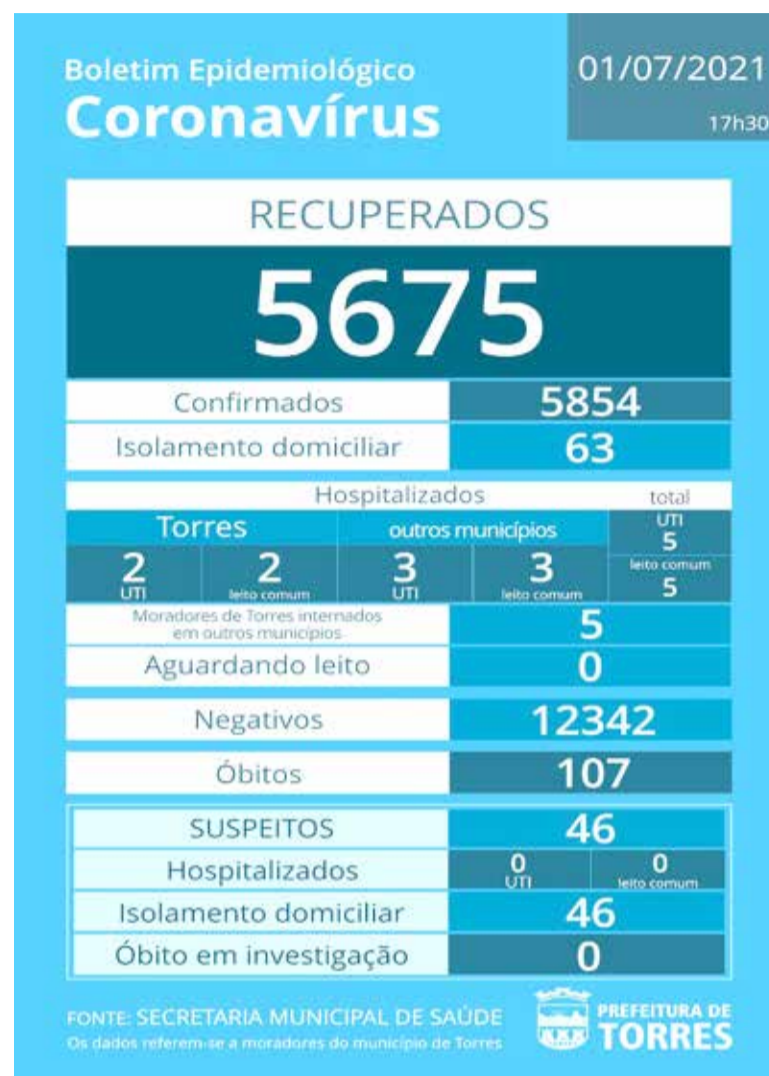 Boletim Epidemiológico
Coronavírus
01/07/2021
17h30
RECUPERADOS
5675
Confirmados 5854
Isolamento domiciliar 63
Hospitalizados total
Torres outros municípios UTI 5
2 UTI 2 leito comum 3 UTI 3 leito comum leito comum 5
Moradores de Torres internados
em outros municípios 5
Aguardando leito 0
Negativos 12342
Óbitos 107
SUSPEITOS 46
Hospitalizados 0 UTI 0 leito comum
Isolamento domiciliar 46
Óbito em investigação 0
FONTE: SECRETARIA MUNICIPAL DE SAÚDE
Os dados referem-se a moradores do município de Torres
PREFEITURA DE
TORRES